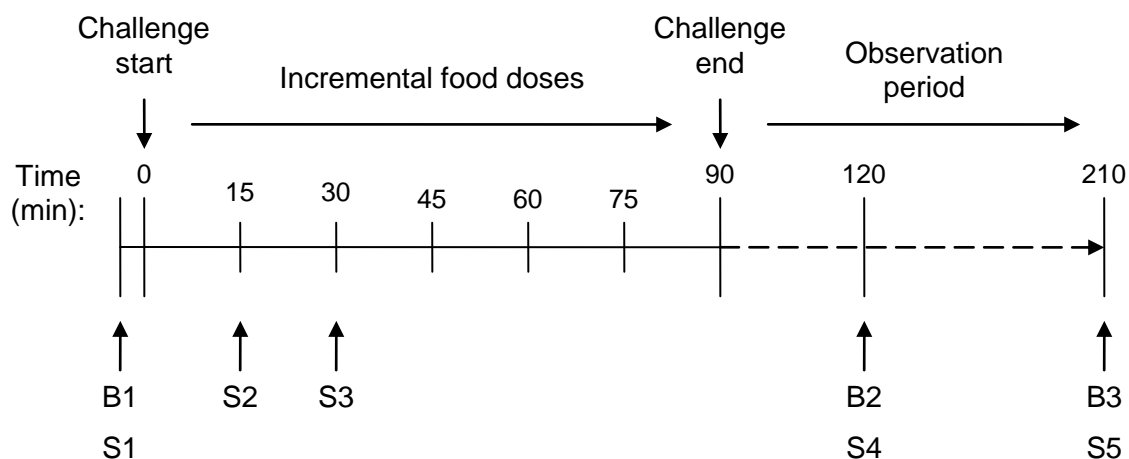 Challenge
start
Incremental food doses
Challenge
end
Observation
period
Time
(min):
0
15
30
45
60
75
90
120
210
B1
S2
S3
B2
B3
S1
S4
S5